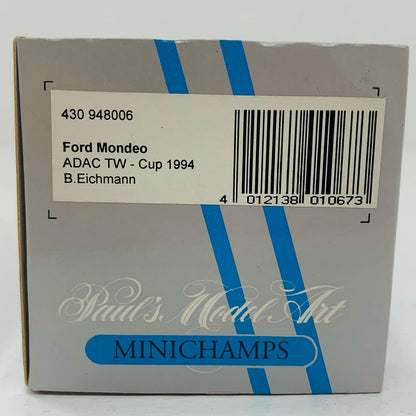 430 948006
Ford Mondeo
ADAC TW - Cup 1994
B.Eichmann
4 012138 010673
Paul's Model Art
MINICHAMPS